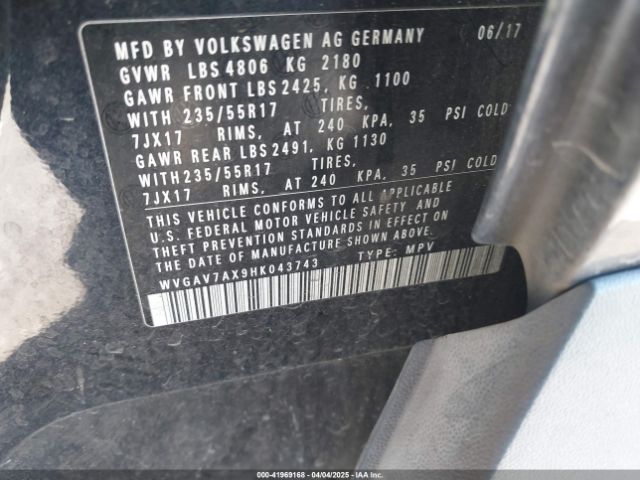 MFD BY VOLKSWAGEN AG GERMANY 06/17
GVWR LBS 4806 KG 2180
GAWR FRONT LBS 2425, KG 1100
WITH 235/55R17 TIRES,
7JX17 RIMS, AT 240 KPA, 35 PSI COLD
GAWR REAR LBS 2491, KG 1130
WITH 235/55R17 TIRES,
7JX17 RIMS, AT 240 KPA, 35 PSI COLD
THIS VEHICLE CONFORMS TO ALL APPLICABLE
U.S. FEDERAL MOTOR VEHICLE SAFETY AND
THEFT PREVENTION STANDARDS IN EFFECT ON
THE DATE OF MANUFACTURE SHOWN ABOVE.
WVGAV7AX9HK043743 TYPE: MPV
000-41969168 - 04/04/2025 - IAAI.COM